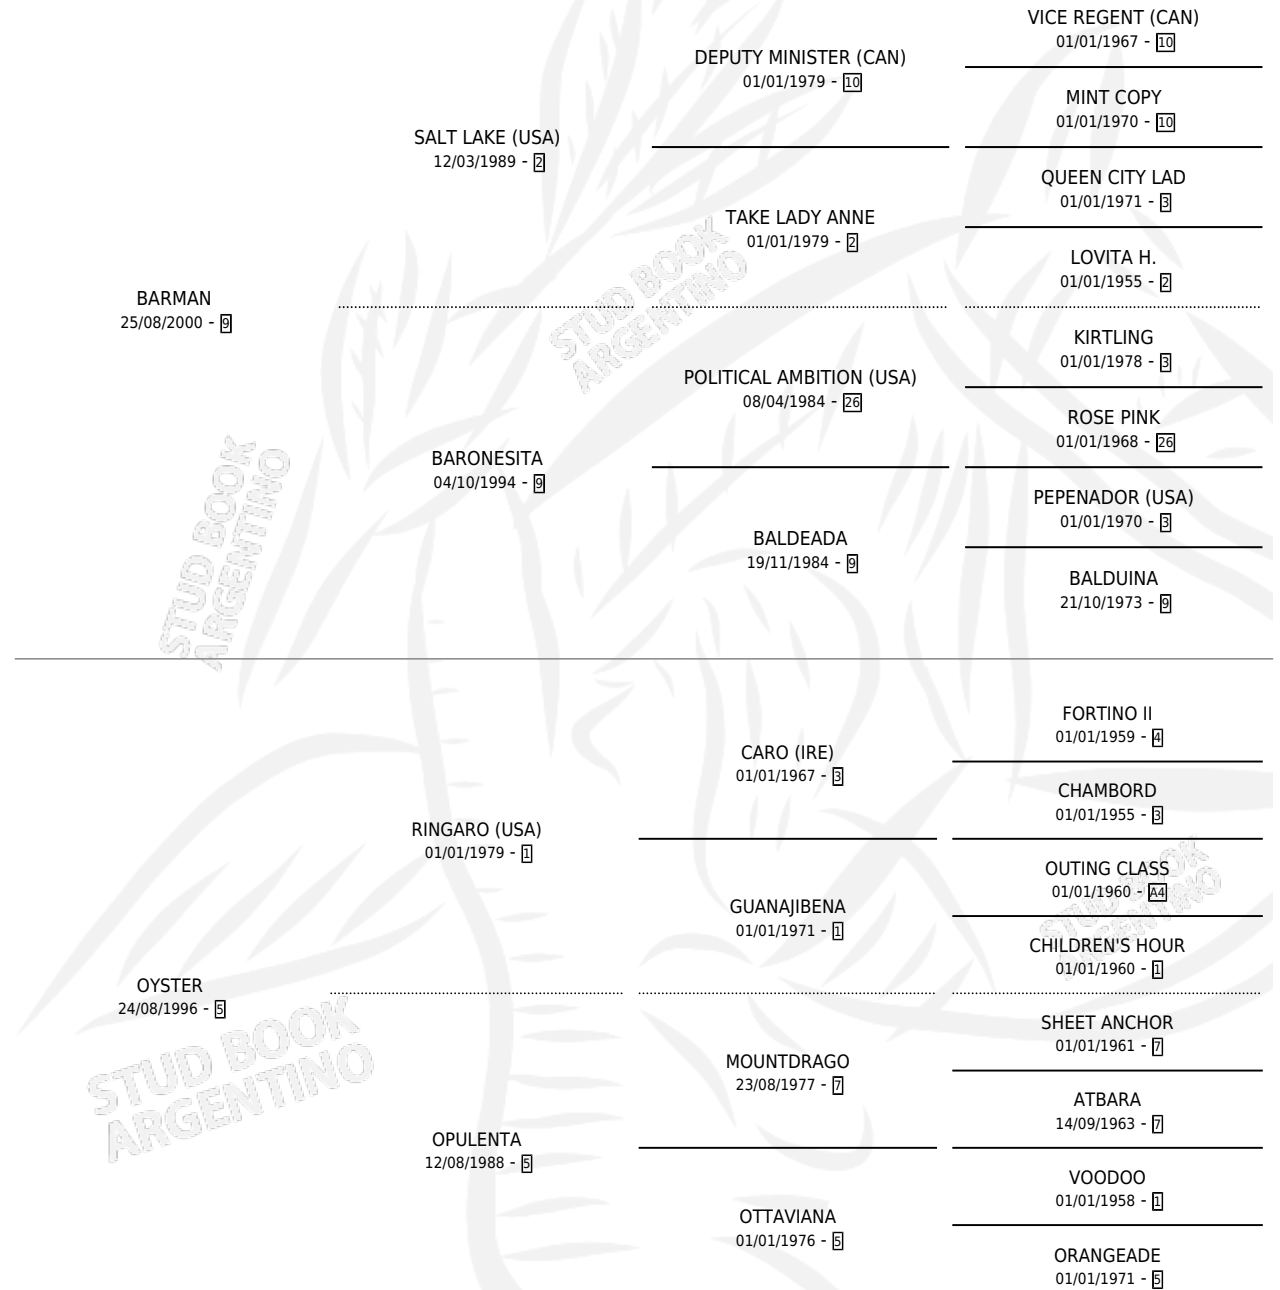 VICE REGENT (CAN)
01/01/1967 - 10
DEPUTY MINISTER (CAN)
01/01/1979 - 10
MINT COPY
01/01/1970 - 10
SALT LAKE (USA)
12/03/1989 - 2
QUEEN CITY LAD
01/01/1971 - 3
TAKE LADY ANNE
01/01/1979 - 2
LOVITA H.
01/01/1955 - 2
BARMAN
25/08/2000 - 9
KIRTLING
01/01/1978 - 3
POLITICAL AMBITION (USA)
08/04/1984 - 26
ROSE PINK
01/01/1968 - 26
BARONESITA
04/10/1994 - 9
PEPENADOR (USA)
01/01/1970 - 3
BALDEADA
19/11/1984 - 9
BALDUINA
21/10/1973 - 9
FORTINO II
01/01/1959 - 4
CARO (IRE)
01/01/1967 - 3
CHAMBORD
01/01/1955 - 3
RINGARO (USA)
01/01/1979 - 1
OUTING CLASS
01/01/1960 - A4
GUANAJIBENA
01/01/1971 - 1
CHILDREN'S HOUR
01/01/1960 - 1
OYSTER
24/08/1996 - 5
SHEET ANCHOR
01/01/1961 - 7
MOUNTDRAGO
23/08/1977 - 7
ATBARA
14/09/1963 - 7
OPULENTA
12/08/1988 - 5
VOODOO
01/01/1958 - 1
OTTAVIANA
01/01/1976 - 5
ORANGEADE
01/01/1971 - 5
STUD BOOK
ARGENTINO
STUD BOOK
ARGENTINO
STUD BOOK
ARGENTINO
STUD BOOK
ARGENTINO